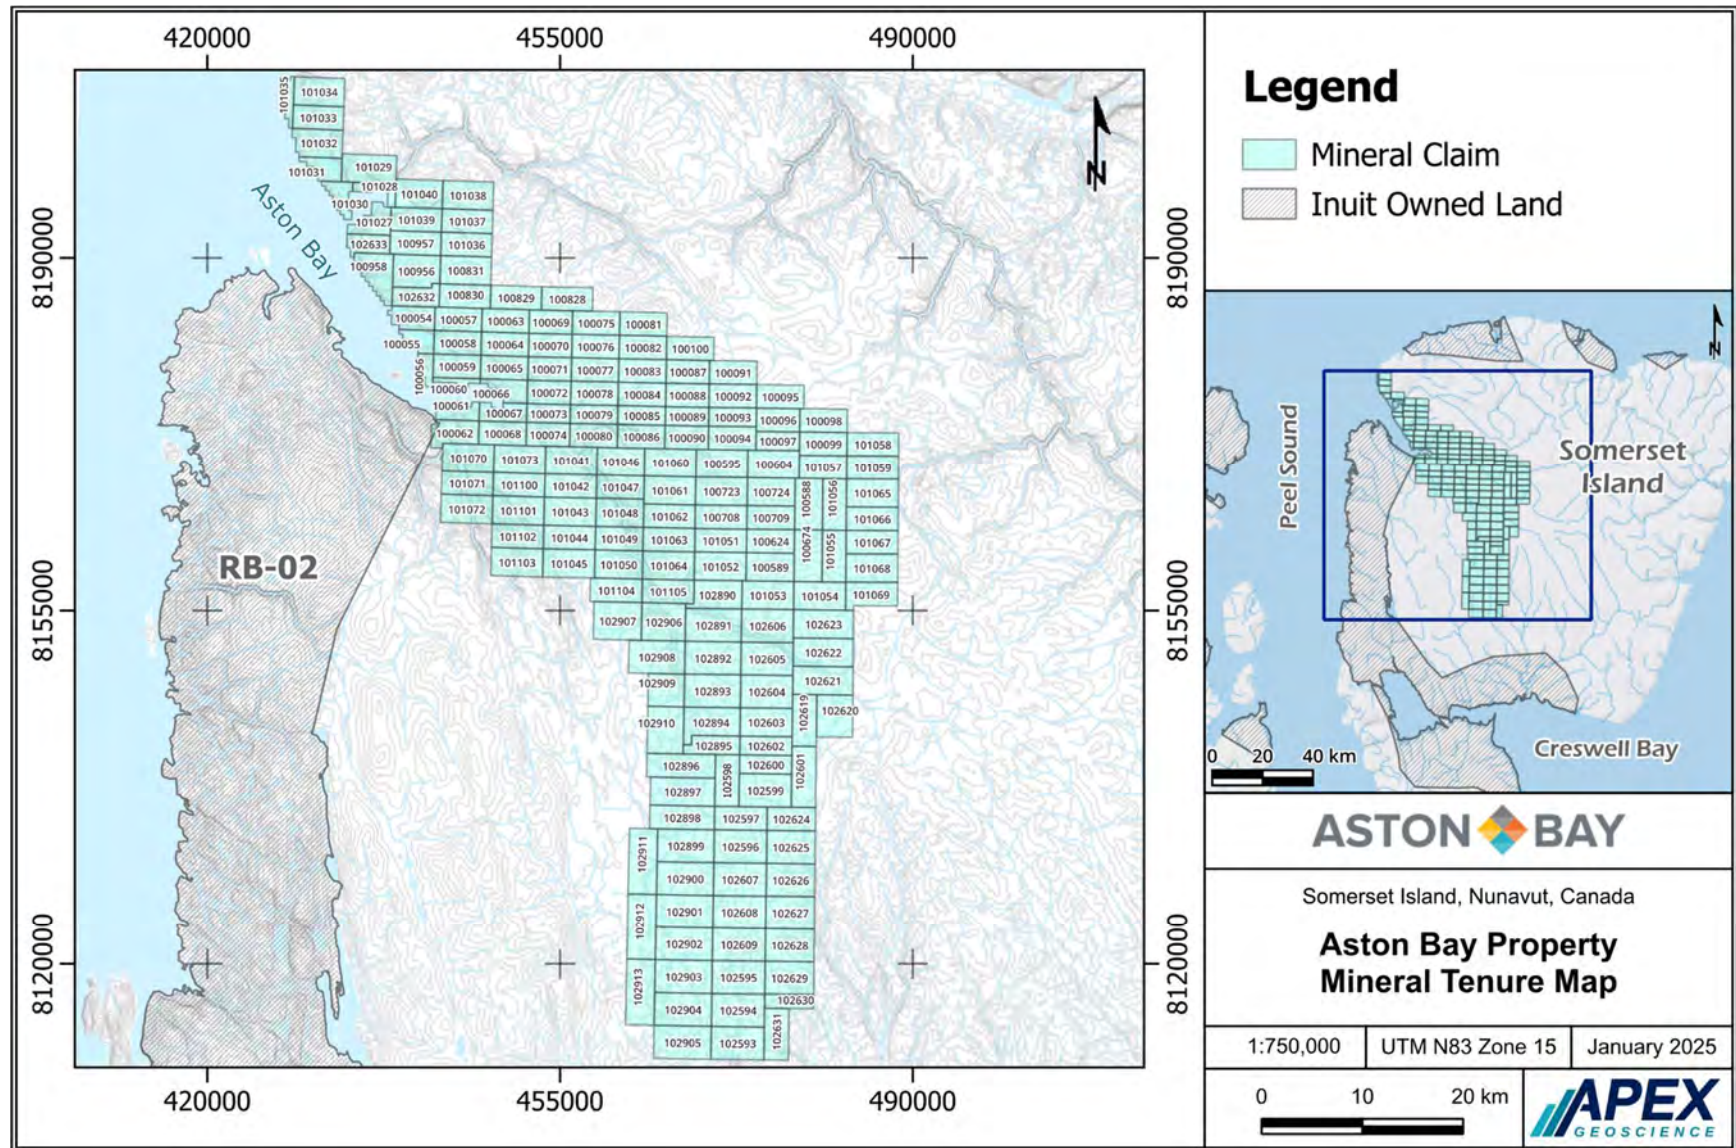 420000 455000 490000
8190000
8155000
8120000
8190000
8155000
8120000
420000 455000 490000
Aston Bay
RB-02
N
101035 101034
101033
101032
101031 101029
101028 101040 101038
101030
101027 101039 101037
102633 100957 101036
100958 100956 100831
102632 100830 100829 100828
100054 100057 100063 100069 100075 100081
100055 100058 100064 100070 100076 100082 100100
100056 100059 100065 100071 100077 100083 100087 100091
100060 100066 100072 100078 100084 100088 100092 100095
100061 100067 100073 100079 100085 100089 100093 100096 100098
100062 100068 100074 100080 100086 100090 100094 100097 100099 101058
101070 101073 101041 101046 101060 100595 100604 101057 101059
101071 101100 101042 101047 101061 100723 100724 100588 101056 101065
101072 101101 101043 101048 101062 100708 100709 101066
101102 101044 101049 101063 101051 100624 100674 101055 101067
101103 101045 101050 101064 101052 100589 101068
101104 101105 102890 101053 101054 101069
102907 102906 102891 102606 102623
102908 102892 102605 102622
102909 102893 102604 102621
102910 102894 102603 102619 102620
102895 102602
102896 102598 102600 102601
102897 102599
102898 102597 102624
102911 102899 102596 102625
102900 102607 102626
102912 102901 102608 102627
102902 102609 102628
102913 102903 102595 102629
102630
102904 102594
102631
102905 102593
Legend
Mineral Claim
Inuit Owned Land
N
Peel Sound
Somerset
Island
Creswell Bay
0 20 40 km
ASTON BAY
Somerset Island, Nunavut, Canada
Aston Bay Property
Mineral Tenure Map
1:750,000 UTM N83 Zone 15 January 2025
0 10 20 km
APEX
GEOSCIENCE